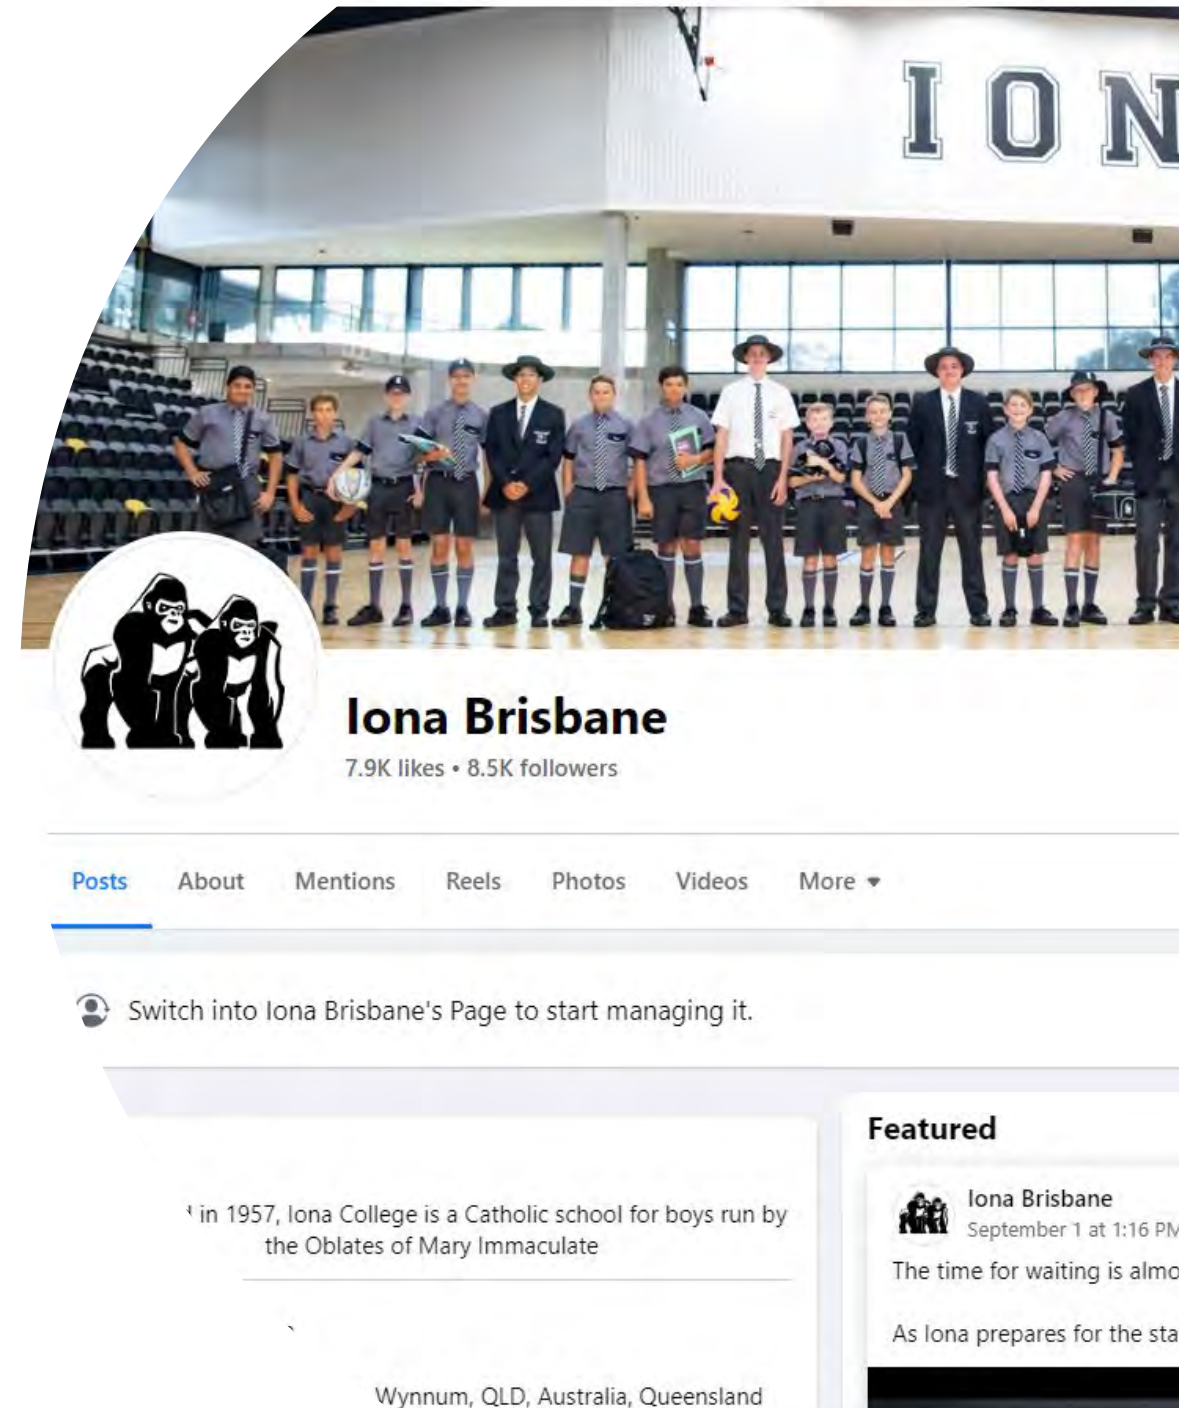 ION
Iona Brisbane
7.9K likes • 8.5K followers
Posts About Mentions Reels Photos Videos More
Switch into Iona Brisbane's Page to start managing it.
in 1957, Iona College is a Catholic school for boys run by
the Oblates of Mary Immaculate
Wynnum, QLD, Australia, Queensland
Featured
Iona Brisbane
September 1 at 1:16 PM
The time for waiting is almo
As Iona prepares for the sta